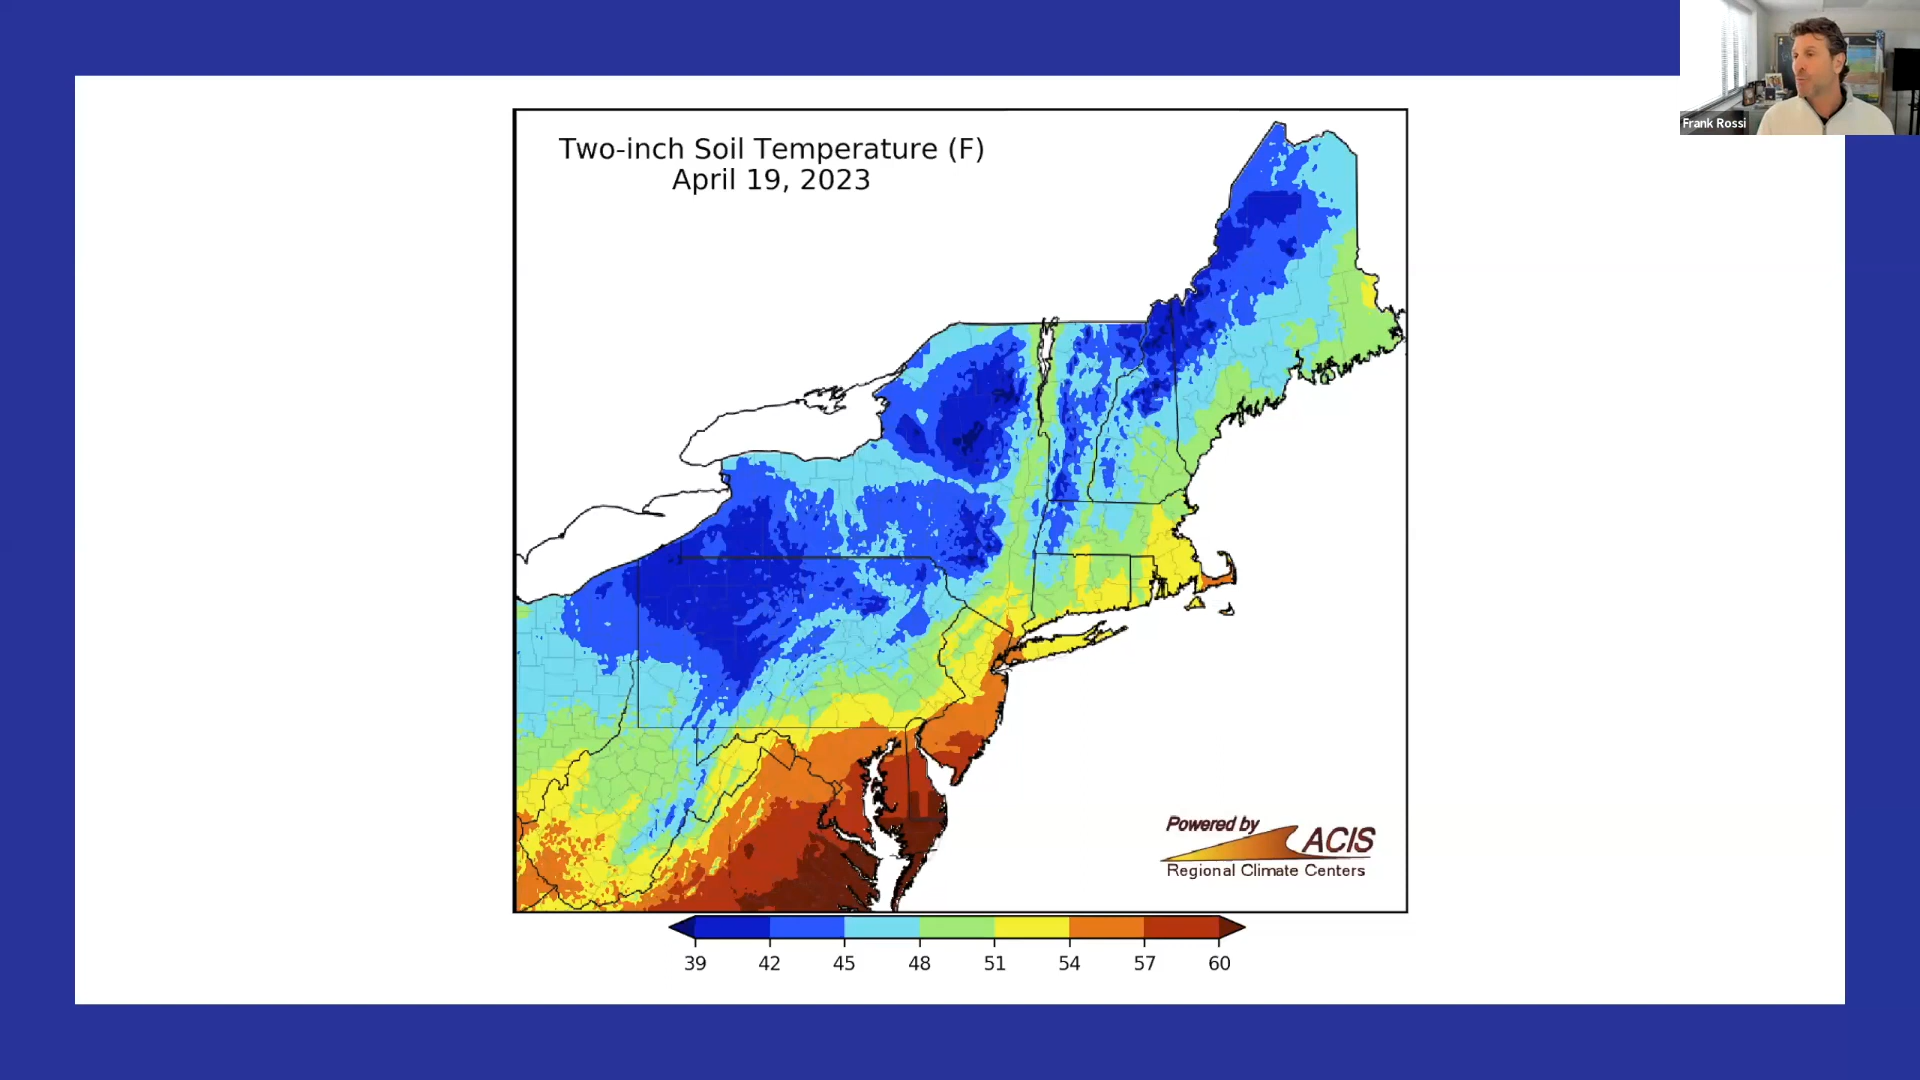 Frank Rossi
Two-inch Soil Temperature (F)
April 19, 2023
Powered by
ACIS
Regional Climate Centers
39 42 45 48 51 54 57 60